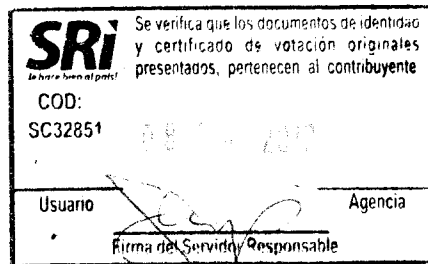 SRi
le hace bien al país!
Se verifica que los documentos de identidad
y certificado de votación originales
presentados, pertenecen al contribuyente
COD:
SC32851
Usuario
Agencia
Firma del Servidor Responsable